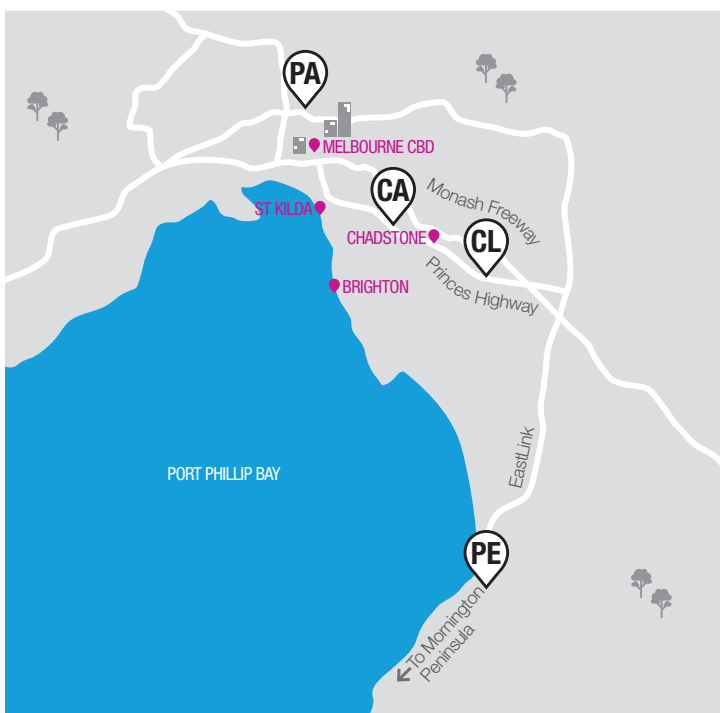 PA
MELBOURNE CBD
CA
Monash Freeway
ST KILDA
CHADSTONE
CL
Princes Highway
BRIGHTON
PORT PHILLIP BAY
EastLink
PE
To Mornington
Peninsula